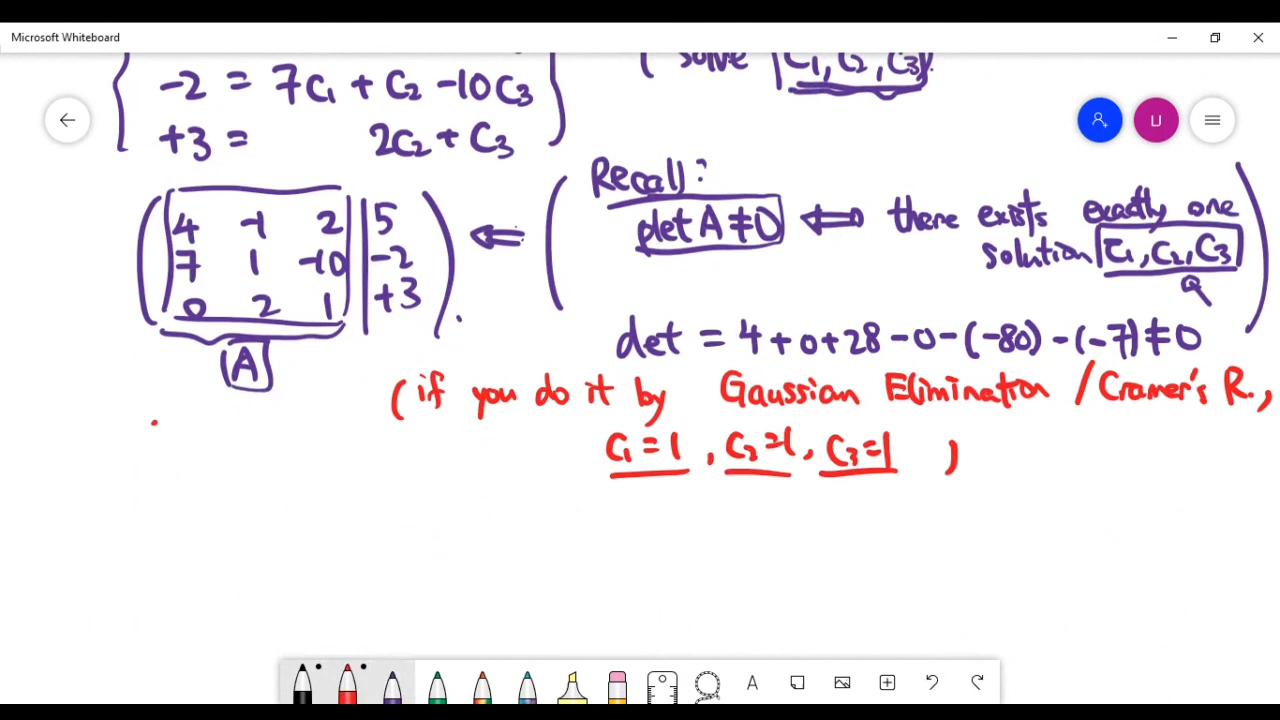 Microsoft Whiteboard
solve C₁, C₂, C₃
-2 = 7C₁ + C₂ -10C₃
+3 = 2C₂ + C₃
U
Recall:
det A ≠ 0 ⟺ there exists exactly one
solution C₁, C₂, C₃
4 -1 2 | 5
7 1 -10 | -2
0 2 1 | +3
A
det = 4 + 0 + 28 - 0 - (-80) - (-7) ≠ 0
(if you do it by Gaussian Elimination / Cramer's R.,
C₁ = 1, C₂ = 1, C₃ = 1 )
A